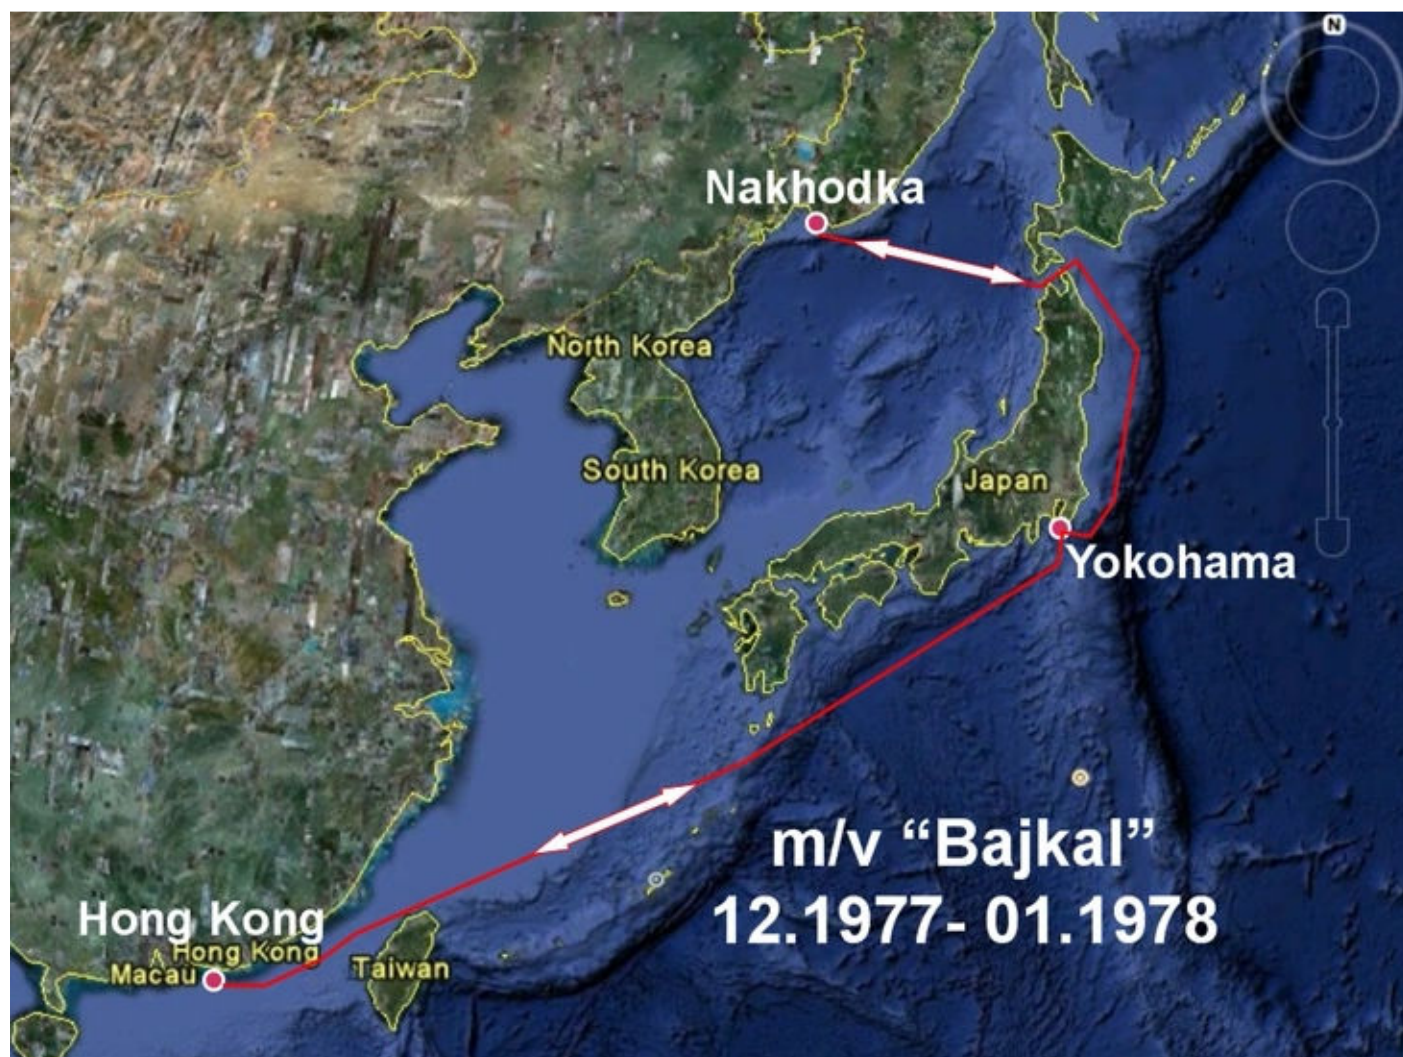 N
Nakhodka
North Korea
South Korea
Japan
Yokohama
m/v “Bajkal”
12.1977- 01.1978
Hong Kong
Hong Kong
Macau
Taiwan